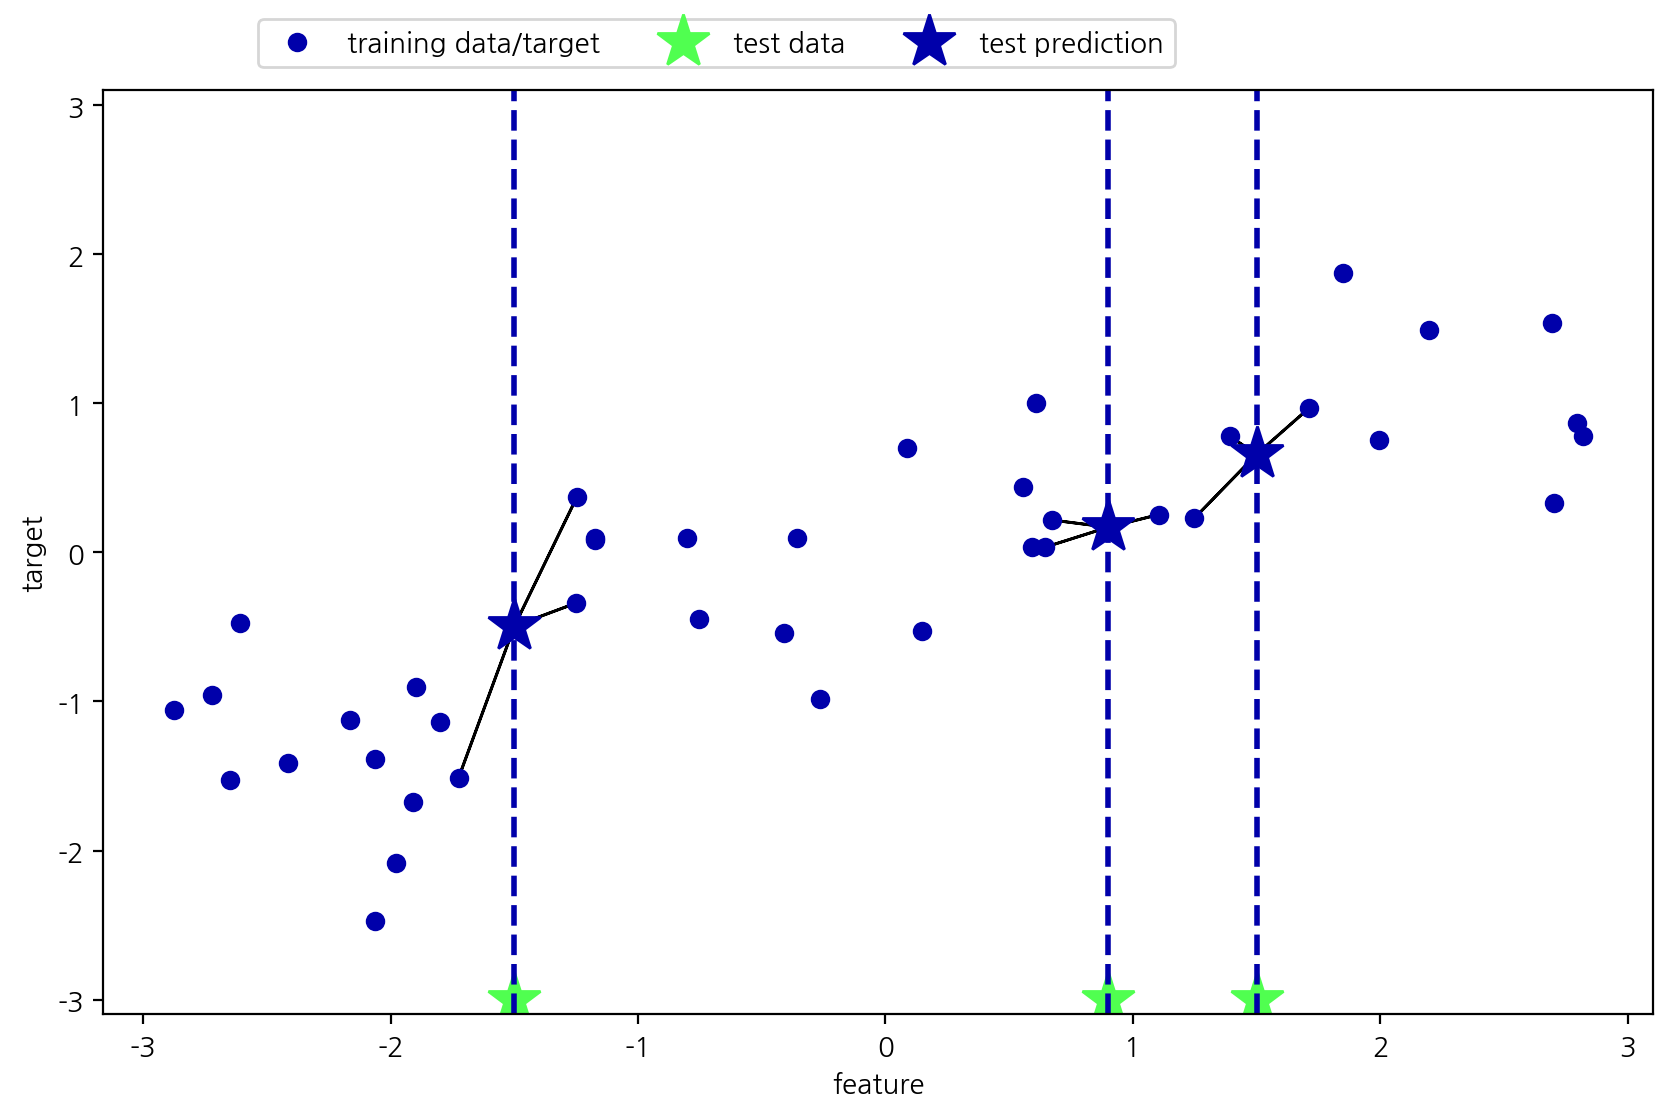 training data/target test data test prediction
3
2
1
0
-1
-2
-3
target
-3 -2 -1 0 1 2 3
feature